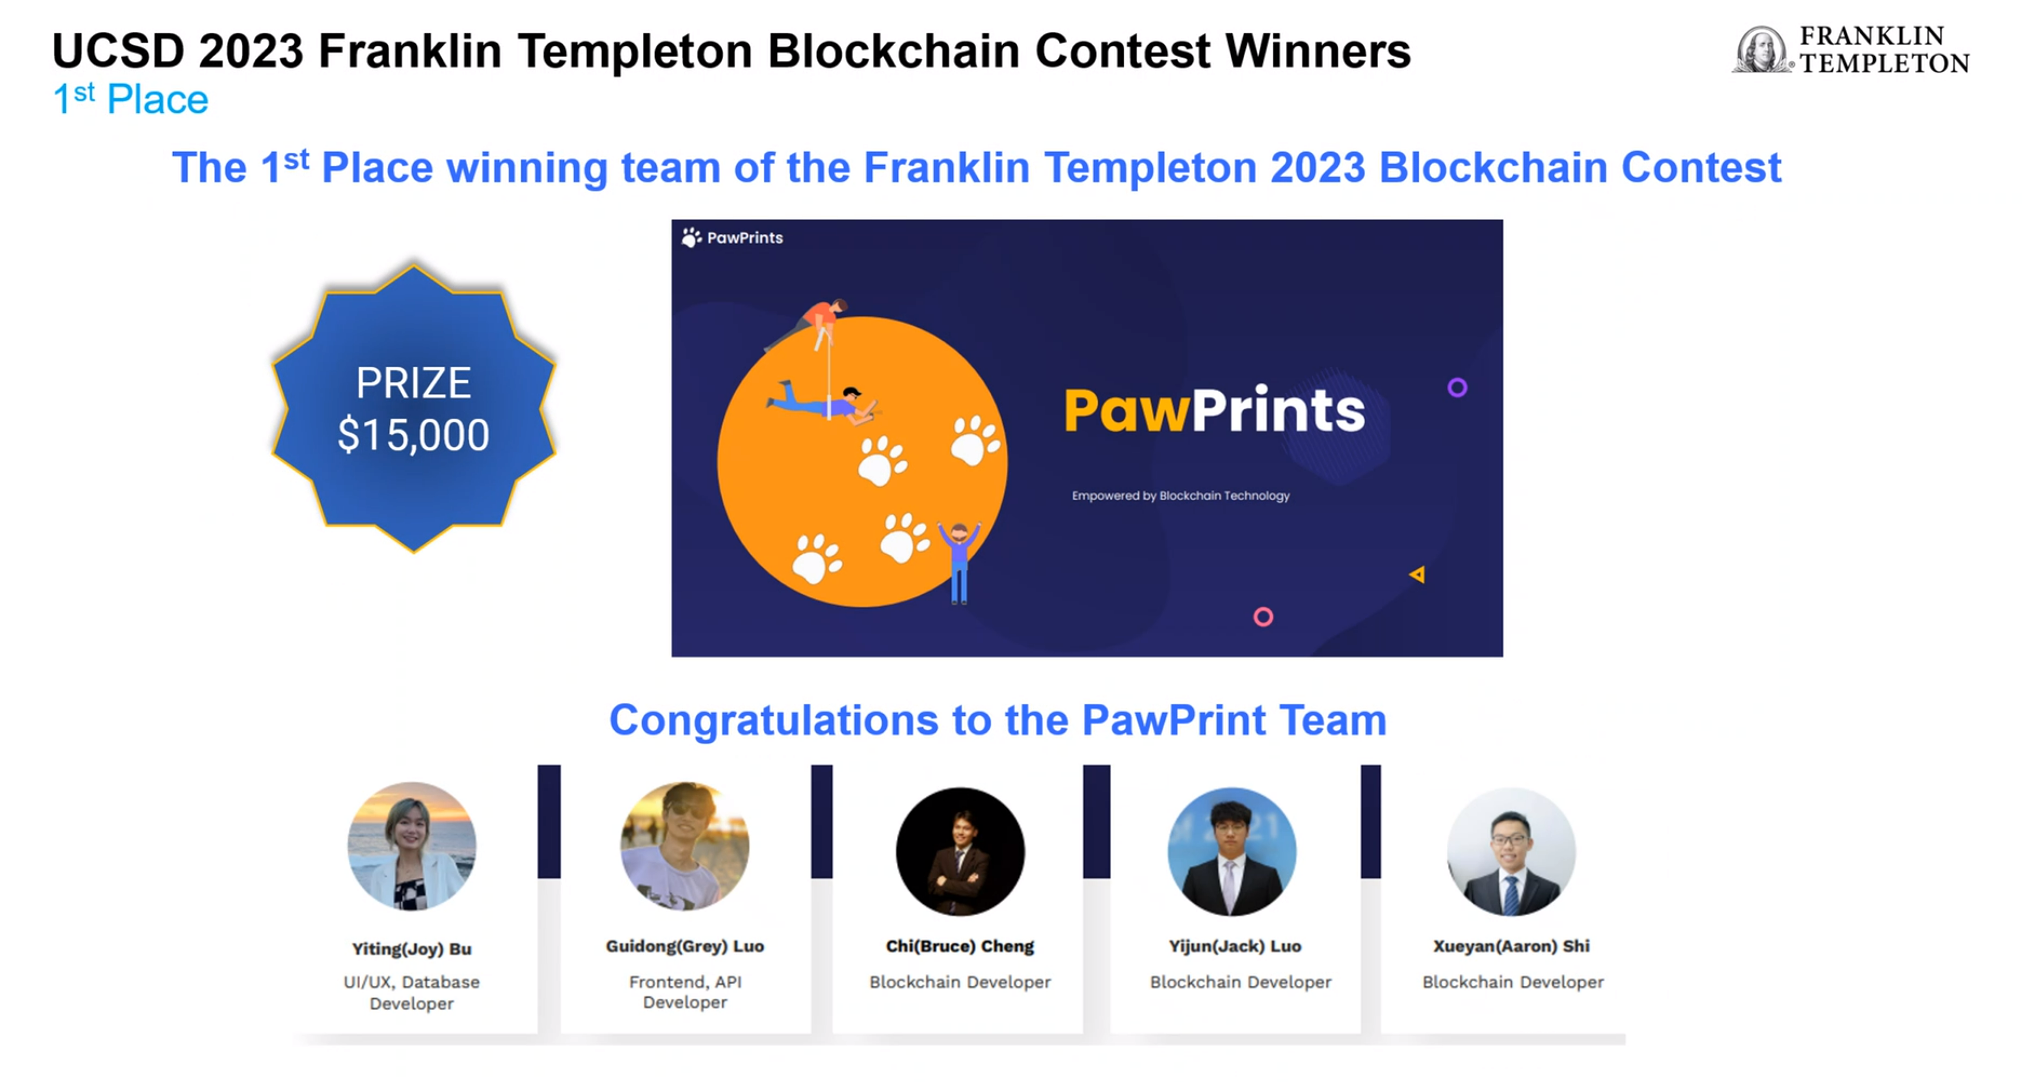 UCSD 2023 Franklin Templeton Blockchain Contest Winners
1st Place
FRANKLIN
TEMPLETON
The 1st Place winning team of the Franklin Templeton 2023 Blockchain Contest
PRIZE
$15,000
PawPrints
PawPrints
Empowered by Blockchain Technology
Congratulations to the PawPrint Team
Yiting(Joy) Bu
UI/UX, Database
Developer
Guidong(Grey) Luo
Frontend, API
Developer
Chi(Bruce) Cheng
Blockchain Developer
Yijun(Jack) Luo
Blockchain Developer
Xueyan(Aaron) Shi
Blockchain Developer